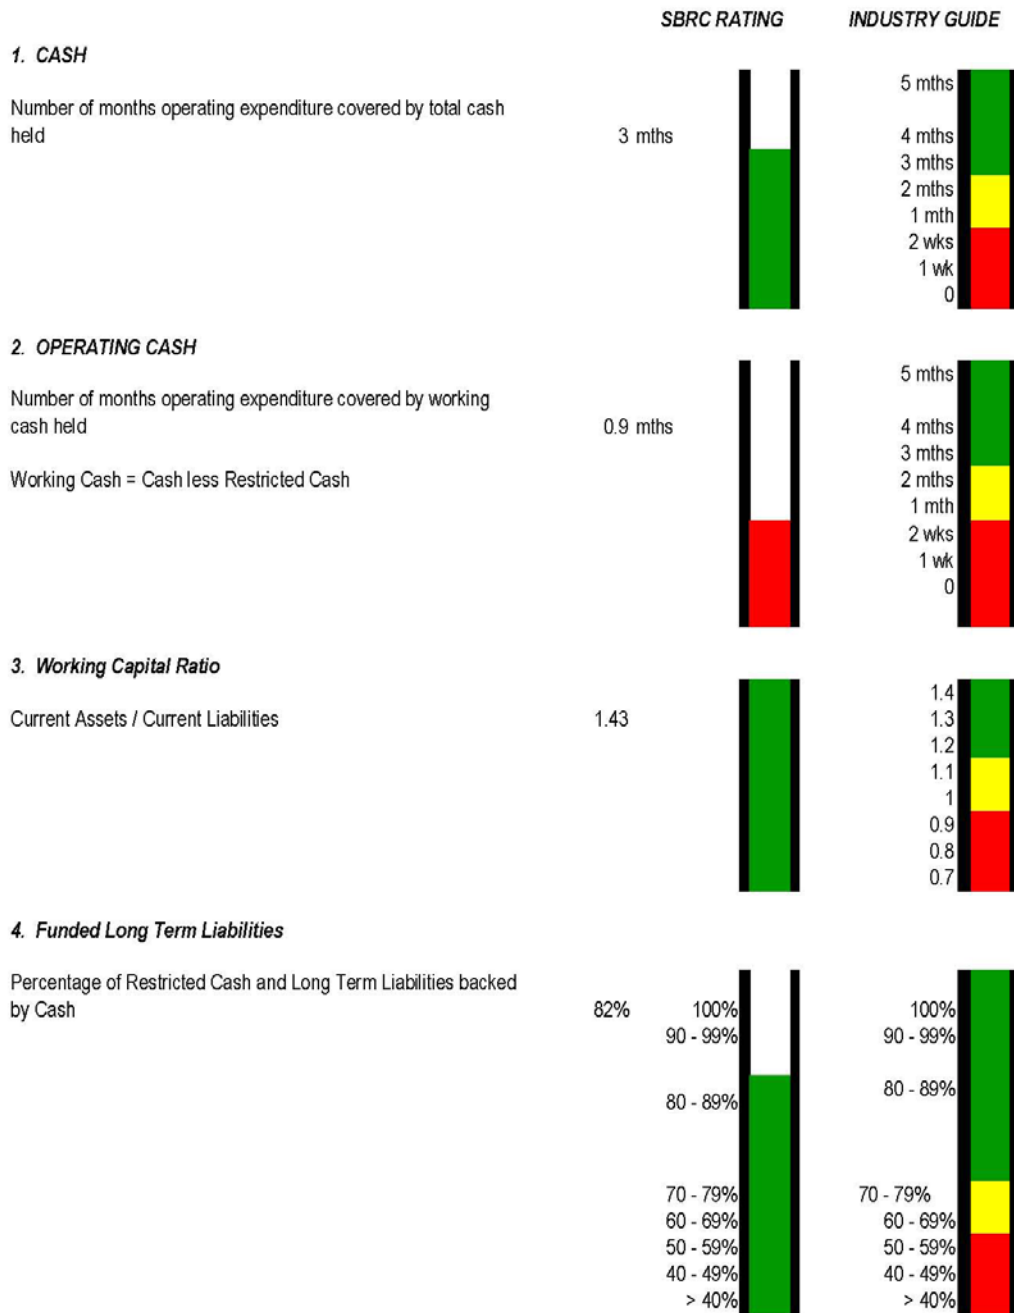 SBRC RATING INDUSTRY GUIDE
1. CASH
5 mths
Number of months operating expenditure covered by total cash
held 3 mths 4 mths
3 mths
2 mths
1 mth
2 wks
1 wk
0
2. OPERATING CASH
5 mths
Number of months operating expenditure covered by working
cash held 0.9 mths 4 mths
3 mths
Working Cash = Cash less Restricted Cash 2 mths
1 mth
2 wks
1 wk
0
3. Working Capital Ratio
1.4
Current Assets / Current Liabilities 1.43 1.3
1.2
1.1
1
0.9
0.8
0.7
4. Funded Long Term Liabilities
Percentage of Restricted Cash and Long Term Liabilities backed
by Cash 82% 100% 100%
90 - 99% 90 - 99%
80 - 89% 80 - 89%
70 - 79% 70 - 79%
60 - 69% 60 - 69%
50 - 59% 50 - 59%
40 - 49% 40 - 49%
> 40% > 40%